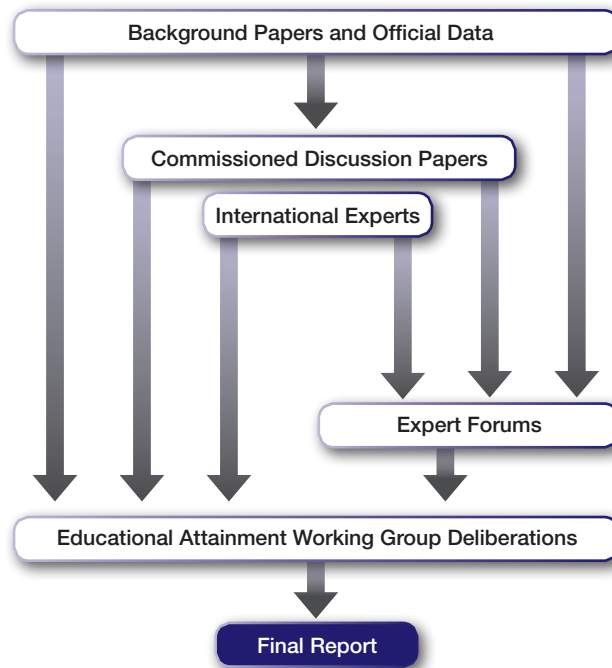 Background Papers and Official Data
Commissioned Discussion Papers
International Experts
Expert Forums
Educational Attainment Working Group Deliberations
Final Report